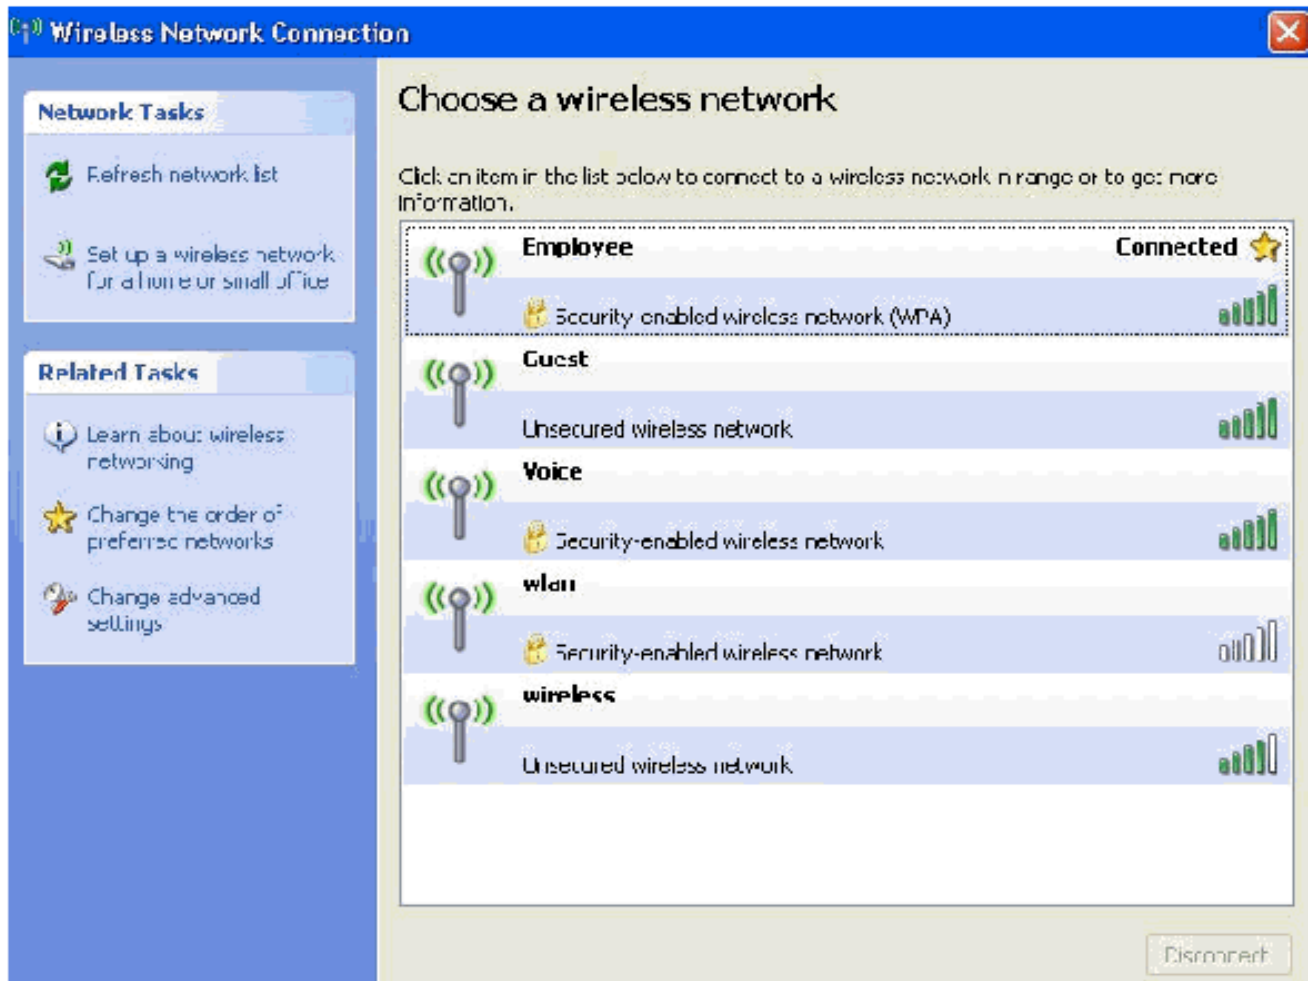 Wireless Network Connection
Network Tasks
Refresh network list
Set up a wireless network
for a home or small office
Related Tasks
Learn about wireless
networking
Change the order of
preferred networks
Change advanced
settings
Choose a wireless network
Click an item in the list below to connect to a wireless network in range or to get more
information.
Employee Connected
Security-enabled wireless network (WPA)
Guest
Unsecured wireless network
Voice
Security-enabled wireless network
wlan
Security-enabled wireless network
wireless
Unsecured wireless network
Disconnect